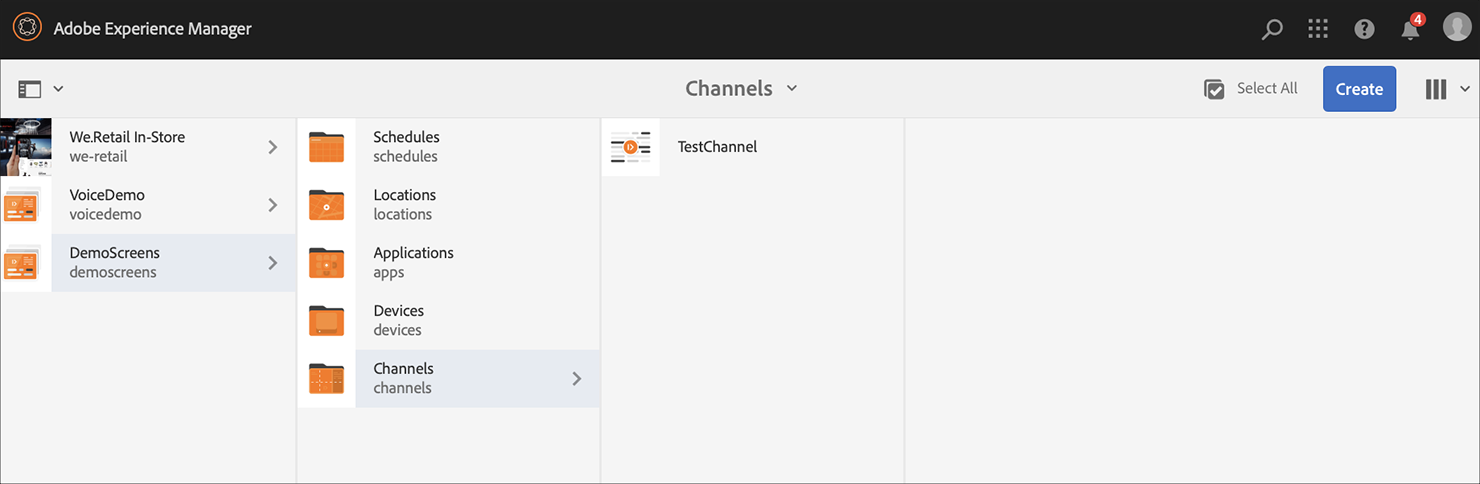 Adobe Experience Manager
4
Channels
Select All
Create
We.Retail In-Store
we-retail
VoiceDemo
voicedemo
DemoScreens
demoscreens
Schedules
schedules
Locations
locations
Applications
apps
Devices
devices
Channels
channels
TestChannel